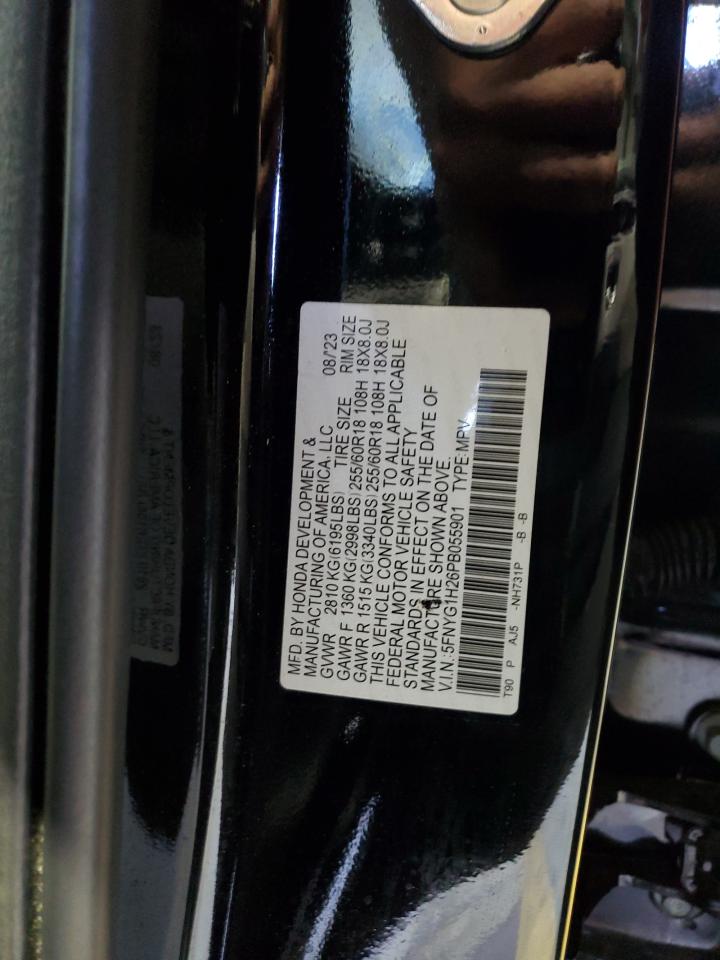 MFD. BY HONDA DEVELOPMENT &
MANUFACTURING OF AMERICA, LLC 08/'23
GVWR 2810 KG(6195LBS) TIRE SIZE RIM SIZE
GAWR F 1360 KG(2998LBS) 255/60R18 108H 18X8.0J
GAWR R 1515 KG(3340LBS) 255/60R18 108H 18X8.0J
THIS VEHICLE CONFORMS TO ALL APPLICABLE
FEDERAL MOTOR VEHICLE SAFETY
STANDARDS IN EFFECT ON THE DATE OF
MANUFACTURE SHOWN ABOVE.
V.I.N.:5FNYG1H26PB055901 TYPE:MPV
T90 P AJ5 -NH731P -B -B